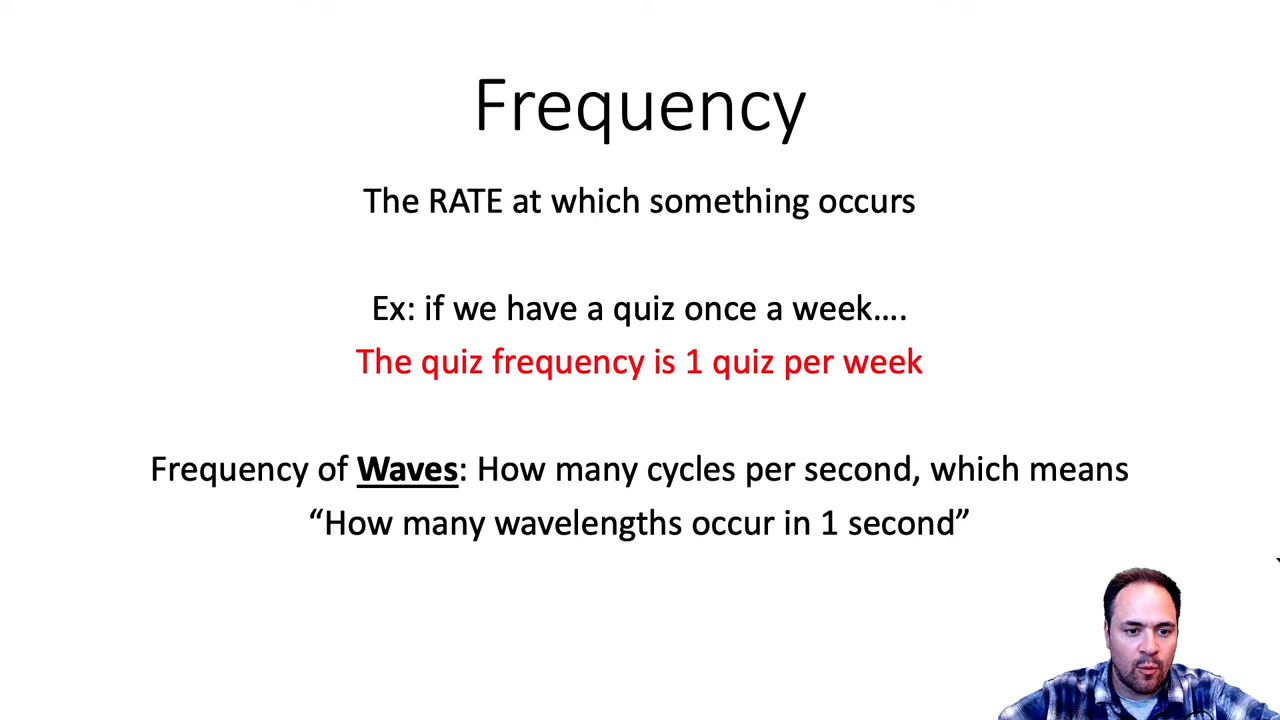 Frequency
The RATE at which something occurs
Ex: if we have a quiz once a week….
The quiz frequency is 1 quiz per week
Frequency of Waves: How many cycles per second, which means
“How many wavelengths occur in 1 second”